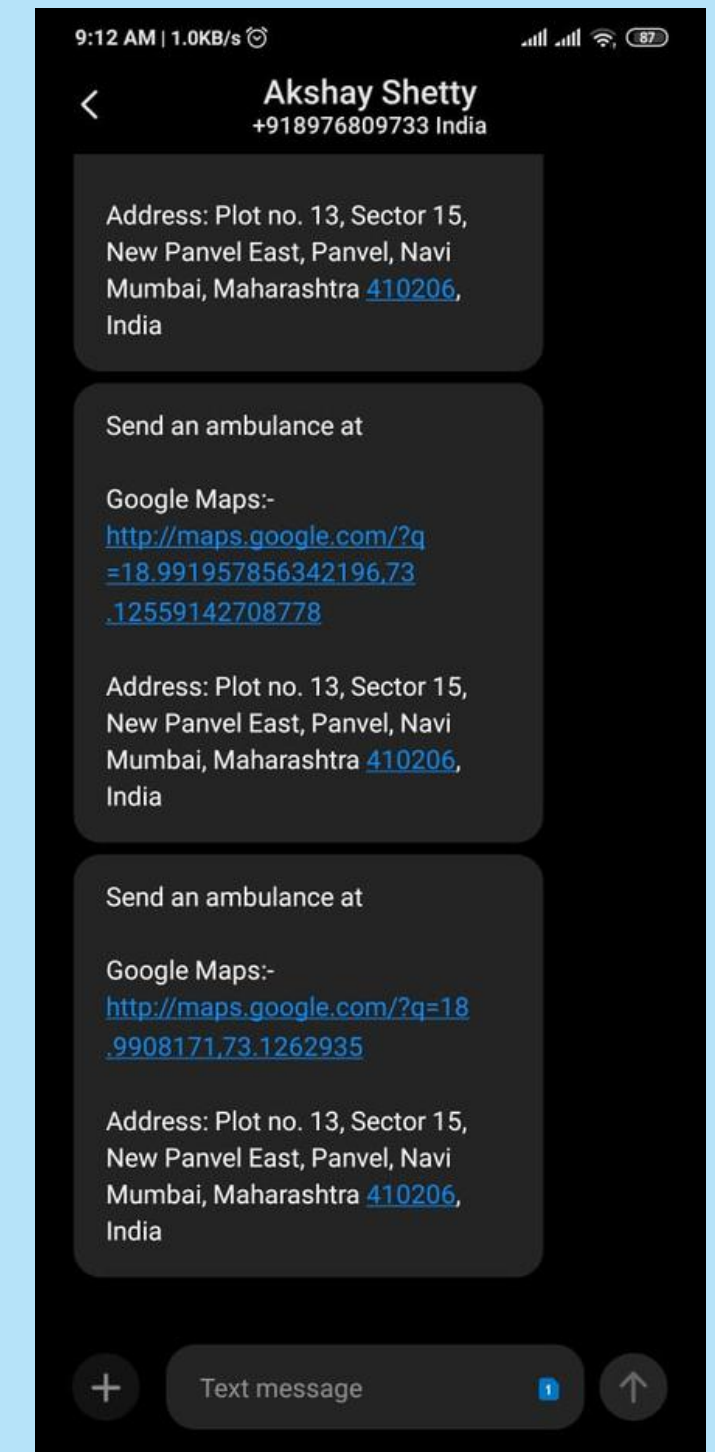 9:12 AM | 1.0KB/s
87
Akshay Shetty
+918976809733 India
Address: Plot no. 13, Sector 15,
New Panvel East, Panvel, Navi
Mumbai, Maharashtra 410206,
India
Send an ambulance at
Google Maps:-
http://maps.google.com/?q
=18.991957856342196,73
.12559142708778
Address: Plot no. 13, Sector 15,
New Panvel East, Panvel, Navi
Mumbai, Maharashtra 410206,
India
Send an ambulance at
Google Maps:-
http://maps.google.com/?q=18
.9908171,73.1262935
Address: Plot no. 13, Sector 15,
New Panvel East, Panvel, Navi
Mumbai, Maharashtra 410206,
India
Text message
1